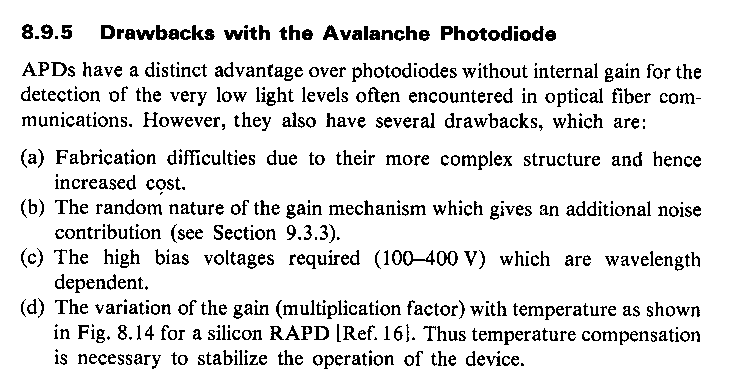 8.9.5 Drawbacks with the Avalanche Photodiode
APDs have a distinct advantage over photodiodes without internal gain for the
detection of the very low light levels often encountered in optical fiber com-
munications. However, they also have several drawbacks, which are:
(a) Fabrication difficulties due to their more complex structure and hence
increased cost.
(b) The random nature of the gain mechanism which gives an additional noise
contribution (see Section 9.3.3).
(c) The high bias voltages required (100–400 V) which are wavelength
dependent.
(d) The variation of the gain (multiplication factor) with temperature as shown
in Fig. 8.14 for a silicon RAPD [Ref. 16]. Thus temperature compensation
is necessary to stabilize the operation of the device.